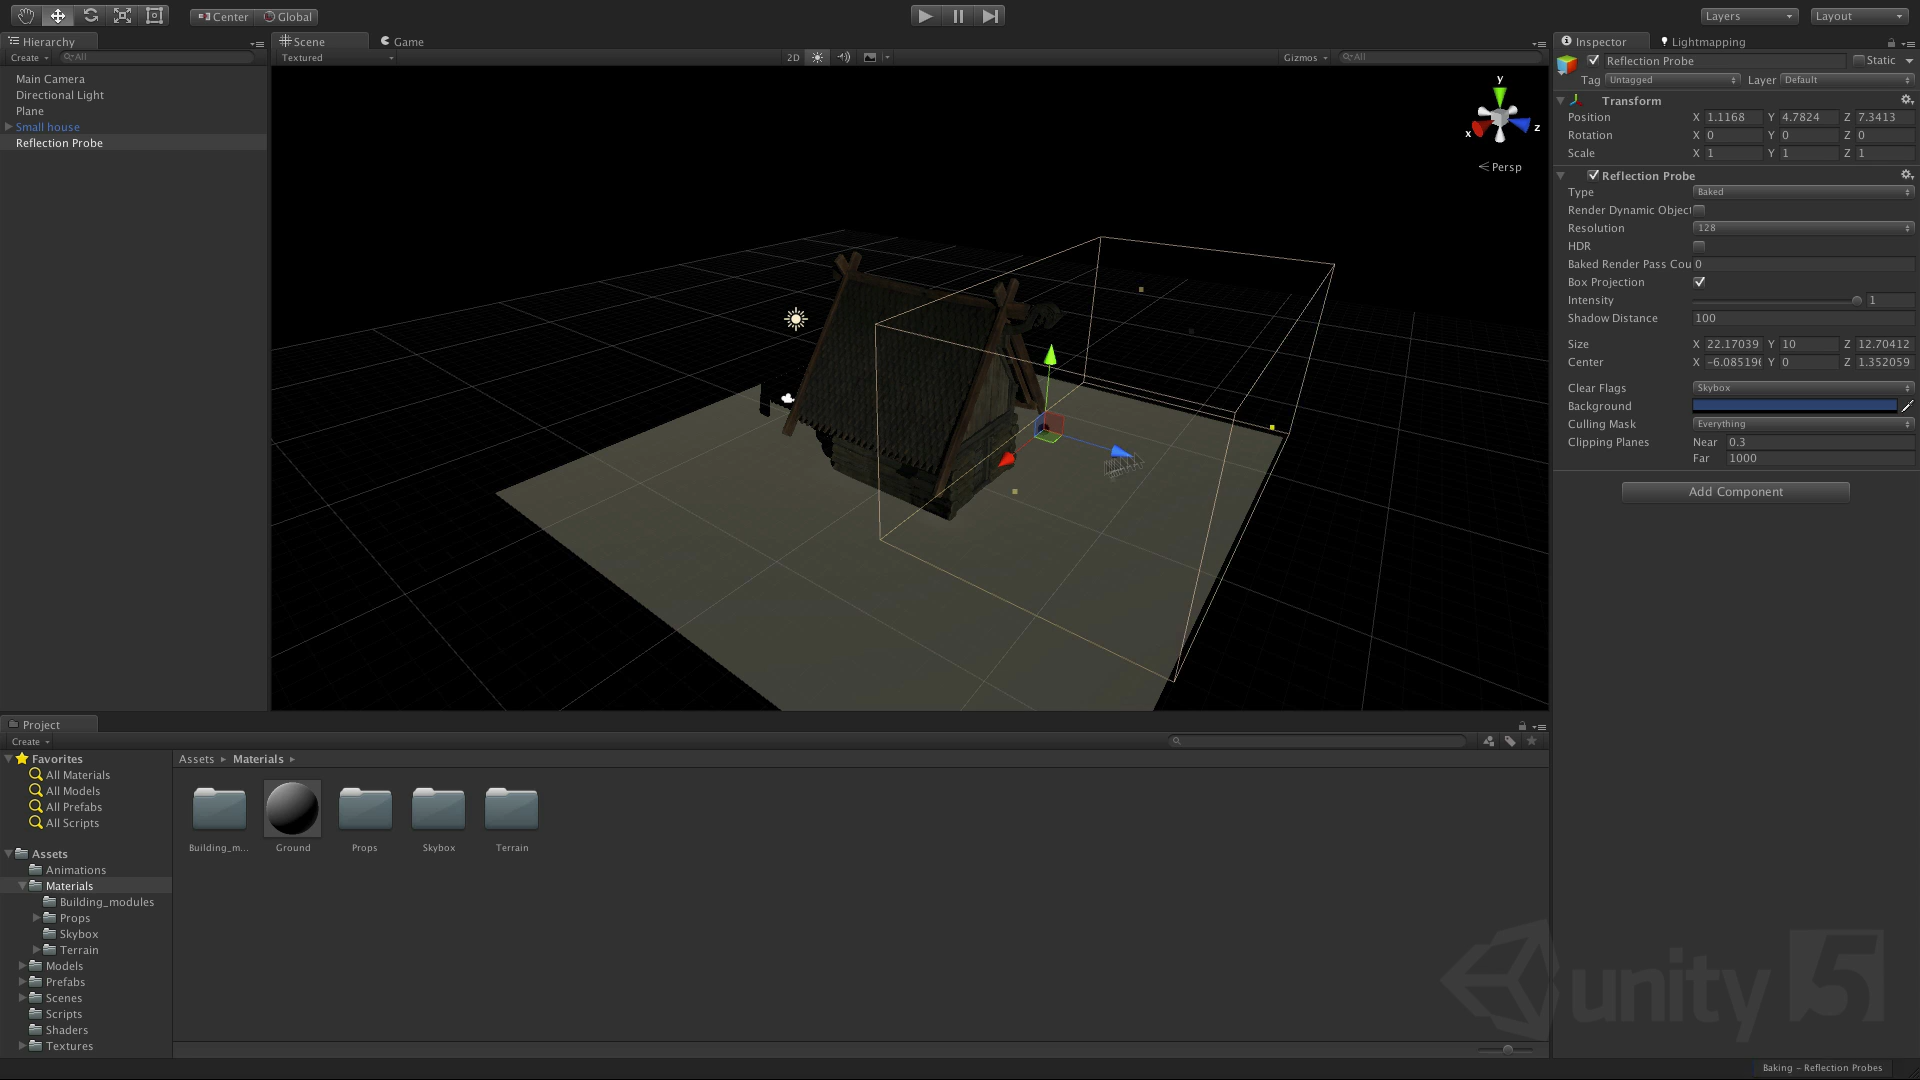 Center Global
Layers Layout
Hierarchy
Create All
Main Camera
Directional Light
Plane
Small house
Reflection Probe
Scene Game
Textured 2D Gizmos All
y
x z
Persp
Inspector Lightmapping
Reflection Probe Static
Tag Untagged Layer Default
Transform
Position X 1.1168 Y 4.7824 Z 7.3413
Rotation X 0 Y 0 Z 0
Scale X 1 Y 1 Z 1
Reflection Probe
Type Baked
Render Dynamic Object
Resolution 128
HDR
Baked Render Pass Cou 0
Box Projection
Intensity 1
Shadow Distance 100
Size X 22.17039 Y 10 Z 12.70412
Center X -6.085196 Y 0 Z 1.352059
Clear Flags Skybox
Background
Culling Mask Everything
Clipping Planes Near 0.3
Far 1000
Add Component
Project
Create
Favorites
All Materials
All Models
All Prefabs
All Scripts
Assets
Animations
Materials
Building_modules
Props
Skybox
Terrain
Models
Prefabs
Scenes
Scripts
Shaders
Textures
Assets Materials
Building_m... Ground Props Skybox Terrain
unity 5
Baking - Reflection Probes